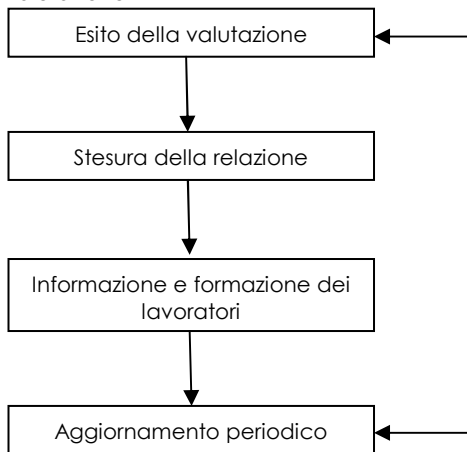 Esito della valutazione
Stesura della relazione
Informazione e formazione dei
lavoratori
Aggiornamento periodico